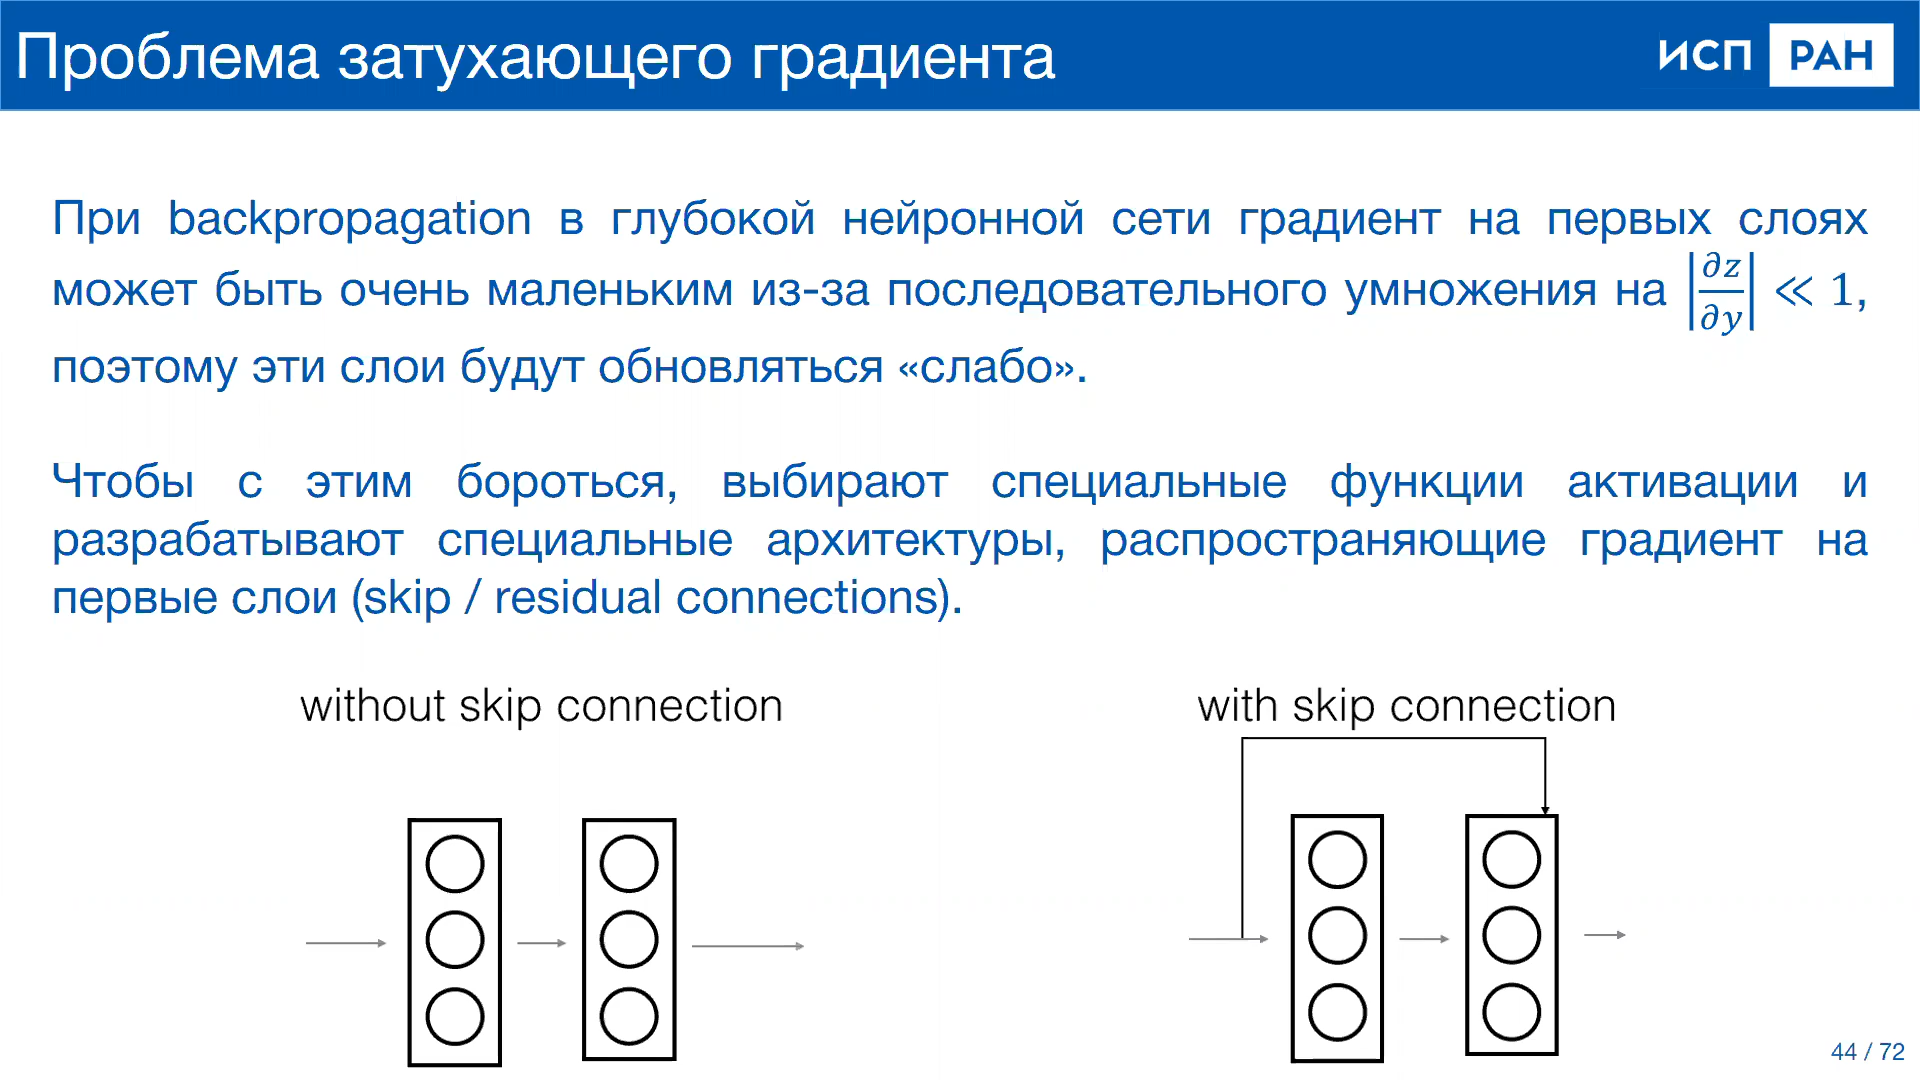 Проблема затухающего градиента
ИСП РАН
При backpropagation в глубокой нейронной сети градиент на первых слоях
может быть очень маленьким из-за последовательного умножения на |∂z/∂y| ≪ 1,
поэтому эти слои будут обновляться «слабо».
Чтобы с этим бороться, выбирают специальные функции активации и
разрабатывают специальные архитектуры, распространяющие градиент на
первые слои (skip / residual connections).
without skip connection
with skip connection
44 / 72